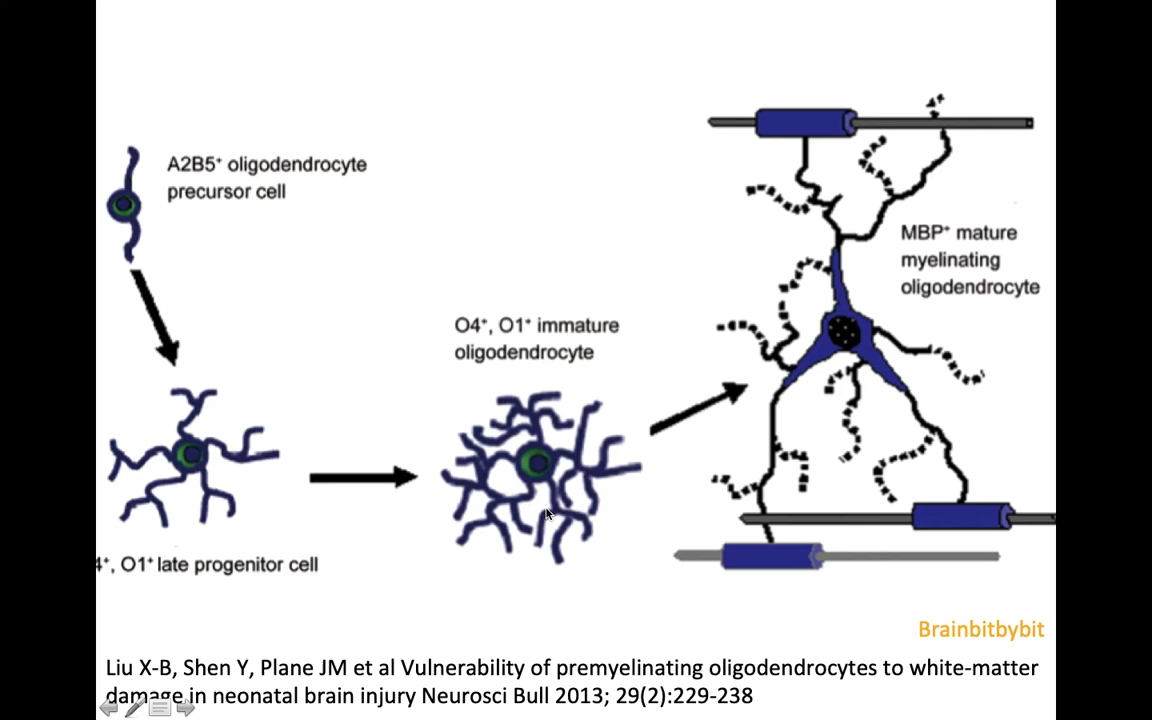 A2B5⁺ oligodendrocyte
precursor cell
MBP⁺ mature
myelinating
oligodendrocyte
O4⁺, O1⁺ immature
oligodendrocyte
4⁺, O1⁺ late progenitor cell
Brainbitbybit
Liu X-B, Shen Y, Plane JM et al Vulnerability of premyelinating oligodendrocytes to white-matter
damage in neonatal brain injury Neurosci Bull 2013; 29(2):229-238